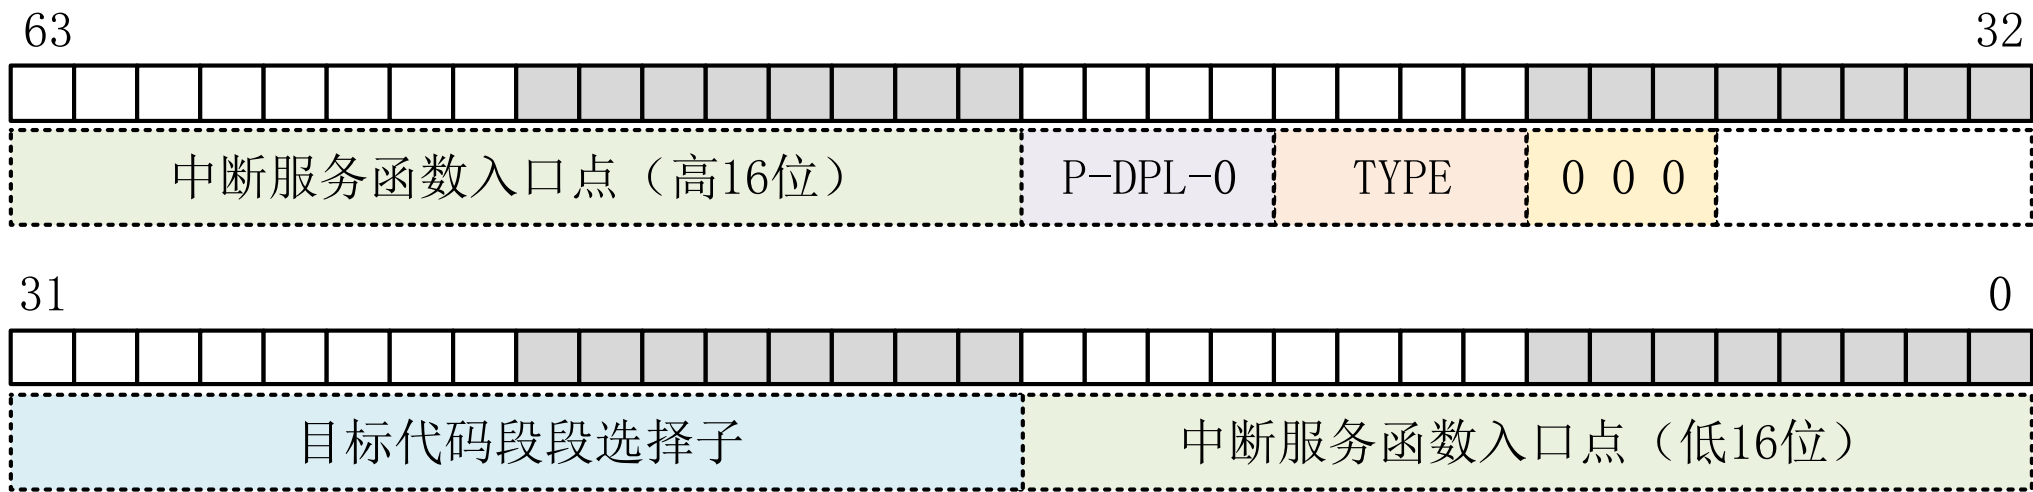 63 32
中断服务函数入口点（高16位） P-DPL-0 TYPE 0 0 0
31 0
目标代码段段选择子 中断服务函数入口点（低16位）